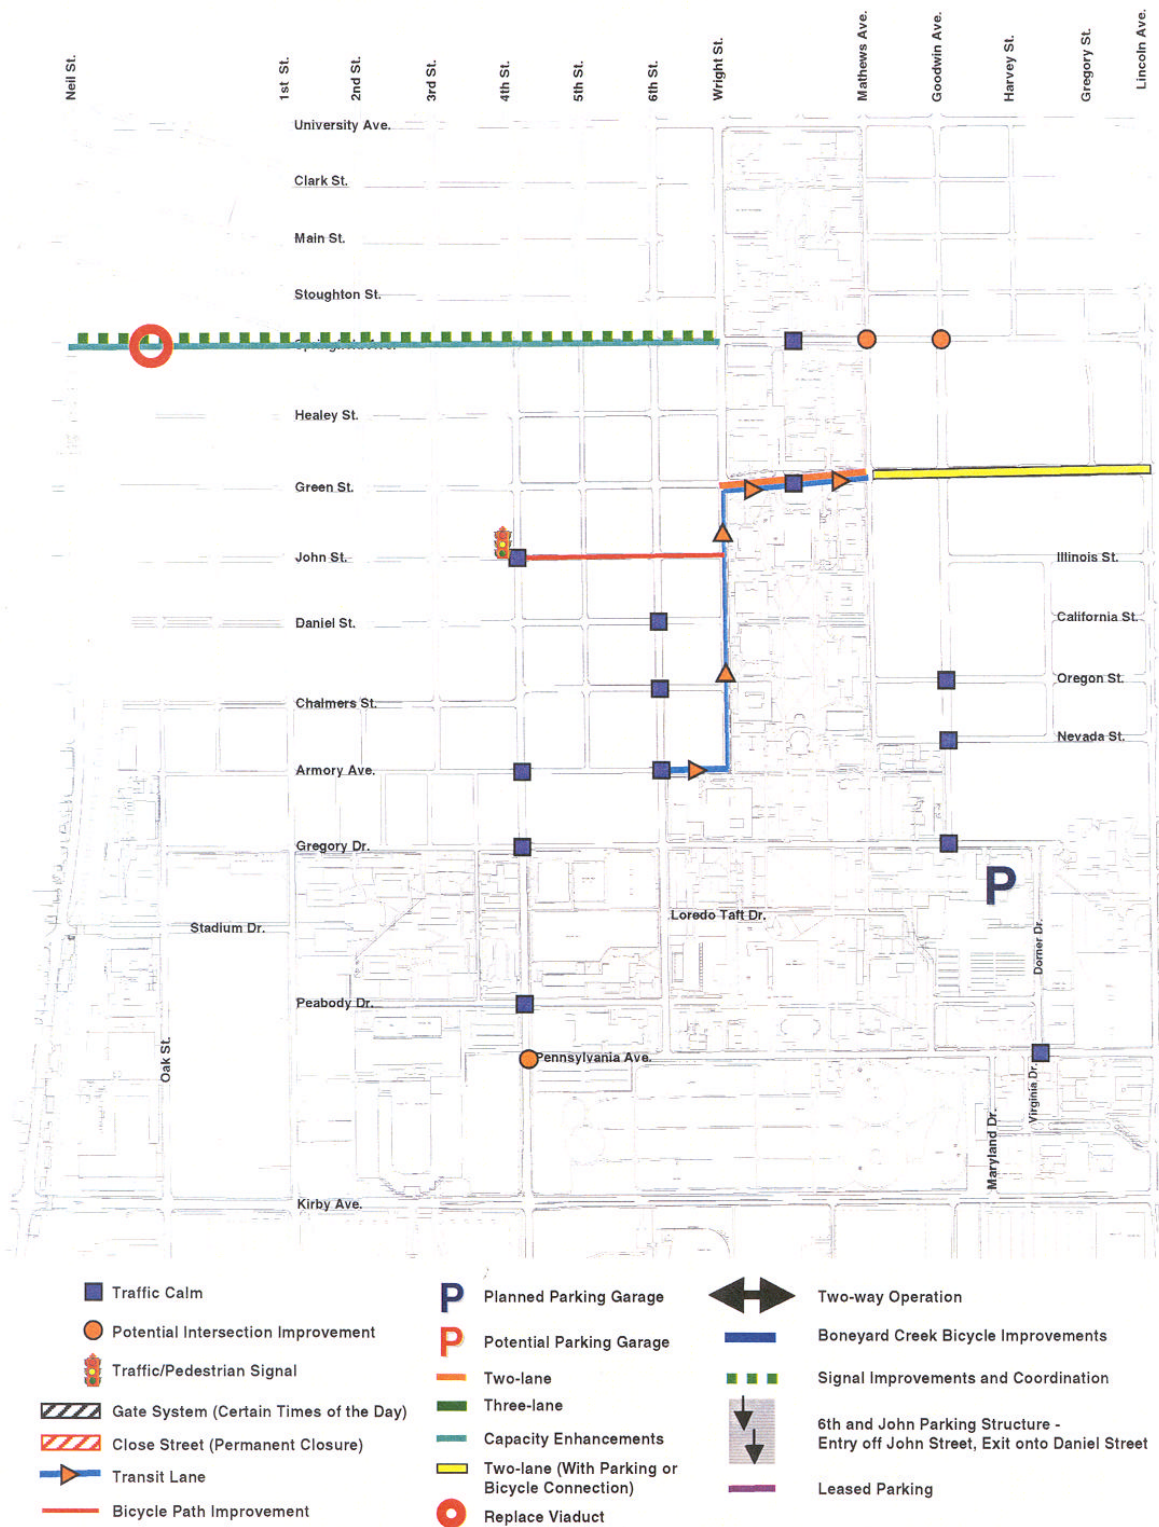 Neil St.
1st St.
2nd St.
3rd St.
4th St.
5th St.
6th St.
Wright St.
Mathews Ave.
Goodwin Ave.
Harvey St.
Gregory St.
Lincoln Ave.
University Ave.
Clark St.
Main St.
Stoughton St.
Healey St.
Green St.
John St.
Illinois St.
Daniel St.
California St.
Oregon St.
Chalmers St.
Nevada St.
Armory Ave.
Gregory Dr.
P
Loredo Taft Dr.
Stadium Dr.
Dorner Dr.
Peabody Dr.
Oak St.
Pennsylvania Ave.
Virginia Dr.
Maryland Dr.
Kirby Ave.
Traffic Calm
Potential Intersection Improvement
Traffic/Pedestrian Signal
Gate System (Certain Times of the Day)
Close Street (Permanent Closure)
Transit Lane
Bicycle Path Improvement
P Planned Parking Garage
P Potential Parking Garage
Two-lane
Three-lane
Capacity Enhancements
Two-lane (With Parking or
Bicycle Connection)
Replace Viaduct
Two-way Operation
Boneyard Creek Bicycle Improvements
Signal Improvements and Coordination
6th and John Parking Structure -
Entry off John Street, Exit onto Daniel Street
Leased Parking